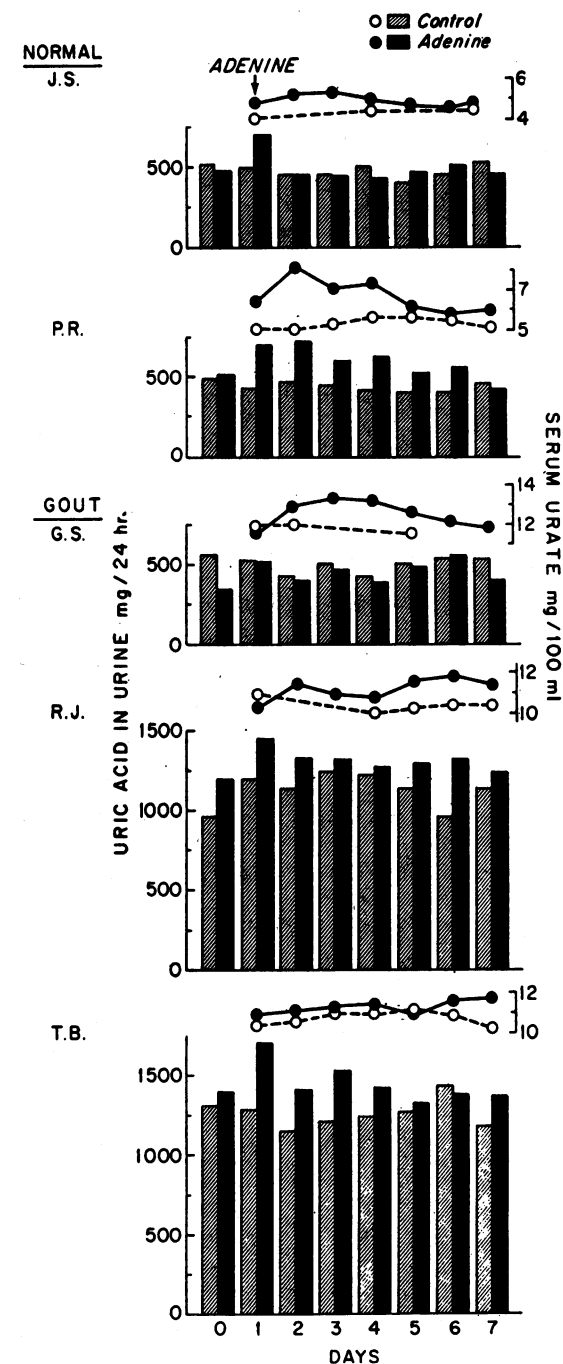 Control
Adenine
NORMAL
J.S.
ADENINE
6
4
500
0
P.R.
7
5
500
0
GOUT
G.S.
14
12
500
0
R.J.
12
10
1500
1000
500
0
T.B.
12
10
1500
1000
500
0
0 1 2 3 4 5 6 7
DAYS
URIC ACID IN URINE mg/24 hr.
SERUM URATE mg/100 ml